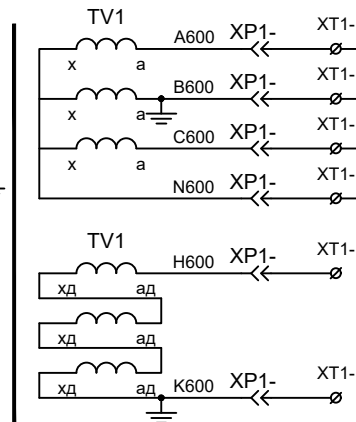 TV1 A600 XP1- XT1-
х а
B600 XP1- XT1-
х а
C600 XP1- XT1-
х а
N600 XP1- XT1-
TV1
H600 XP1- XT1-
хд ад
хд ад
хд ад K600 XP1- XT1-